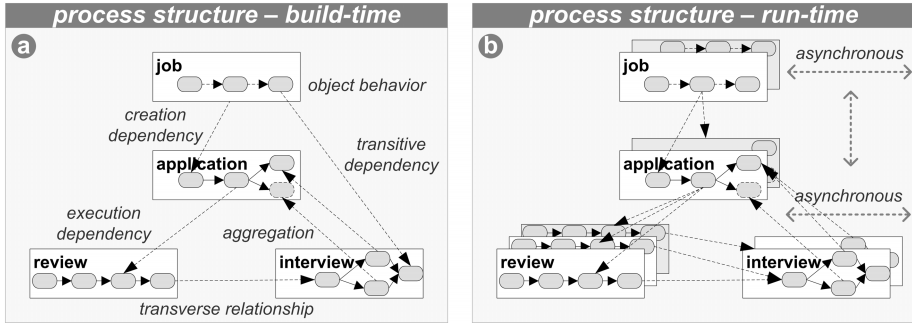 process structure – build-time
a
job
object behavior
creation
dependency
transitive
dependency
application
execution
dependency
aggregation
review
interview
transverse relationship
process structure – run-time
b
asynchronous
job
application
asynchronous
review
interview